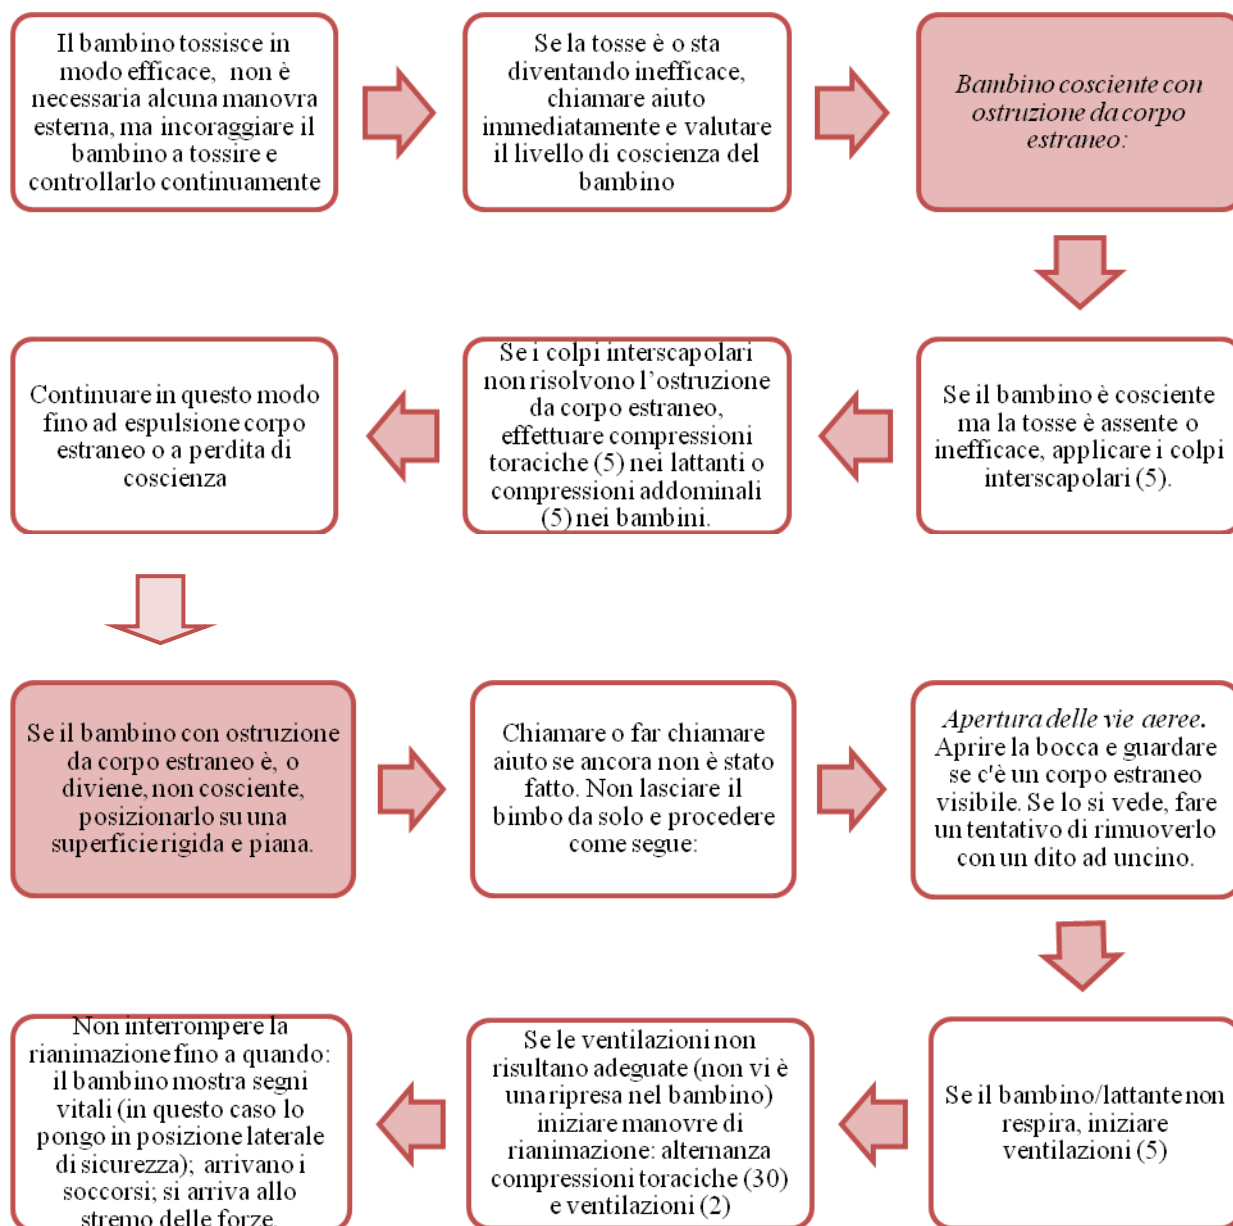 Il bambino tossisce in
modo efficace, non è
necessaria alcuna manovra
esterna, ma incoraggiare il
bambino a tossire e
controllarlo continuamente
Se la tosse è o sta
diventando inefficace,
chiamare aiuto
immediatamente e valutare
il livello di coscienza del
bambino
Bambino cosciente con
ostruzione da corpo
estraneo:
Se il bambino è cosciente
ma la tosse è assente o
inefficace, applicare i colpi
interscapolari (5).
Se i colpi interscapolari
non risolvono l'ostruzione
da corpo estraneo,
effettuare compressioni
toraciche (5) nei lattanti o
compressioni addominali
(5) nei bambini.
Continuare in questo modo
fino ad espulsione corpo
estraneo o a perdita di
coscienza
Se il bambino con ostruzione
da corpo estraneo è, o
diviene, non cosciente,
posizionarlo su una
superficie rigida e piana.
Chiamare o far chiamare
aiuto se ancora non è stato
fatto. Non lasciare il
bimbo da solo e procedere
come segue:
Apertura delle vie aeree.
Aprire la bocca e guardare
se c'è un corpo estraneo
visibile. Se lo si vede, fare
un tentativo di rimuoverlo
con un dito ad uncino.
Se il bambino/lattante non
respira, iniziare
ventilazioni (5)
Se le ventilazioni non
risultano adeguate (non vi è
una ripresa nel bambino)
iniziare manovre di
rianimazione: alternanza
compressioni toraciche (30)
e ventilazioni (2)
Non interrompere la
rianimazione fino a quando:
il bambino mostra segni
vitali (in questo caso lo
pongo in posizione laterale
di sicurezza); arrivano i
soccorsi; si arriva allo
stremo delle forze.